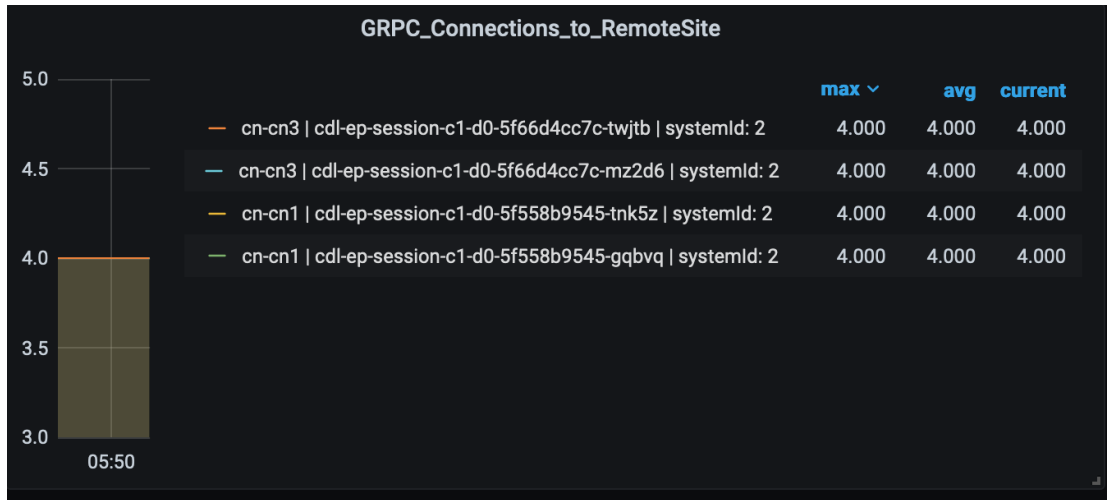 GRPC_Connections_to_RemoteSite
max avg current
cn-cn3 | cdl-ep-session-c1-d0-5f66d4cc7c-twjtb | systemId: 2 4.000 4.000 4.000
cn-cn3 | cdl-ep-session-c1-d0-5f66d4cc7c-mz2d6 | systemId: 2 4.000 4.000 4.000
cn-cn1 | cdl-ep-session-c1-d0-5f558b9545-tnk5z | systemId: 2 4.000 4.000 4.000
cn-cn1 | cdl-ep-session-c1-d0-5f558b9545-gqbvq | systemId: 2 4.000 4.000 4.000
5.0
4.5
4.0
3.5
3.0
05:50